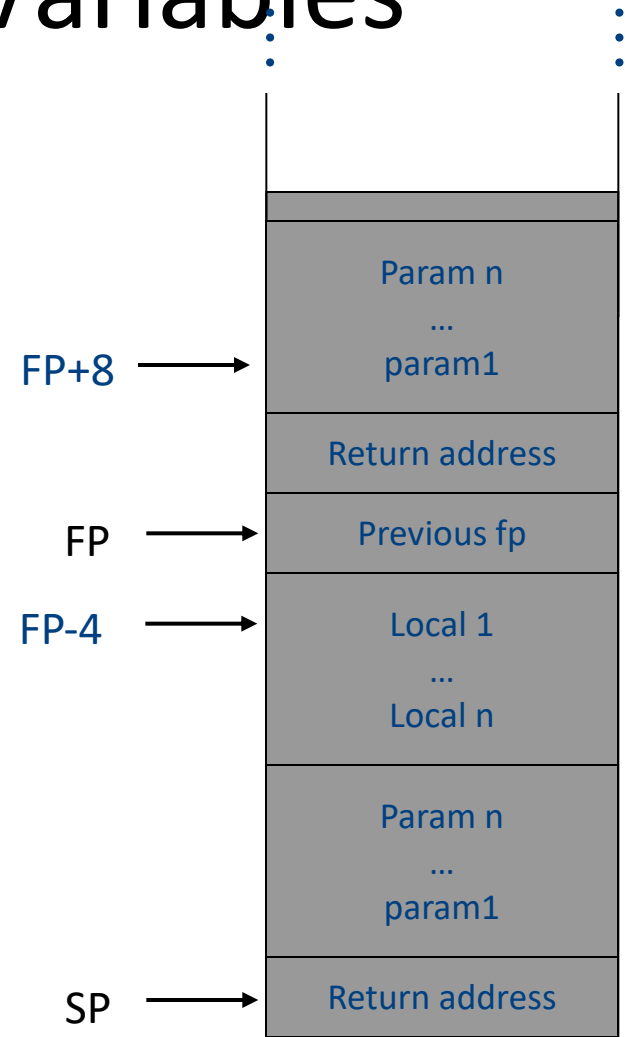 variables
Param n
...
FP+8
param1
Return address
FP
Previous fp
FP-4
Local 1
...
Local n
Param n
...
param1
SP
Return address